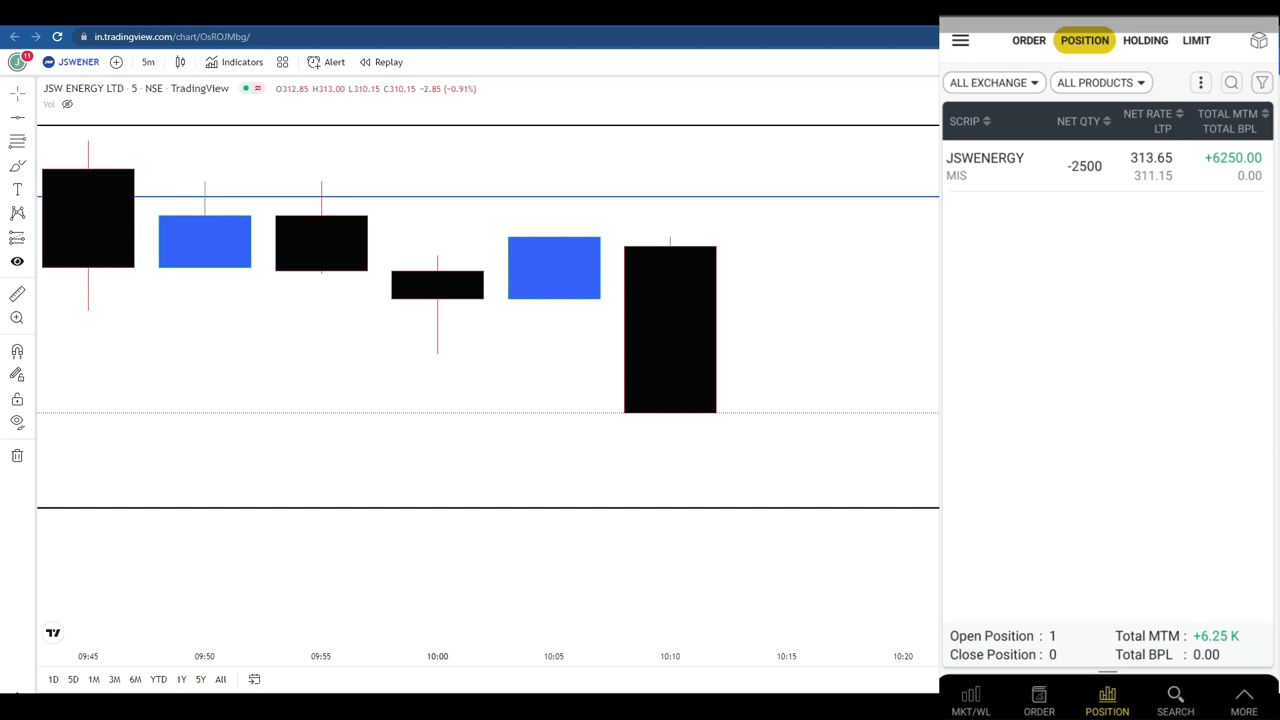 in.tradingview.com/chart/OsROJMbg/
J 11 JSWENER 5m Indicators Alert Replay
JSW ENERGY LTD · 5 · NSE · TradingView O312.85 H313.00 L310.15 C310.15 -2.85 (-0.91%)
Vol
09:45 09:50 09:55 10:00 10:05 10:10 10:15 10:20
1D 5D 1M 3M 6M YTD 1Y 5Y All
ORDER POSITION HOLDING LIMIT
ALL EXCHANGE ALL PRODUCTS
SCRIP NET QTY NET RATE TOTAL MTM
LTP TOTAL BPL
JSWENERGY -2500 313.65 +6250.00
MIS 311.15 0.00
Open Position : 1 Total MTM : +6.25 K
Close Position : 0 Total BPL : 0.00
MKT/WL ORDER POSITION SEARCH MORE